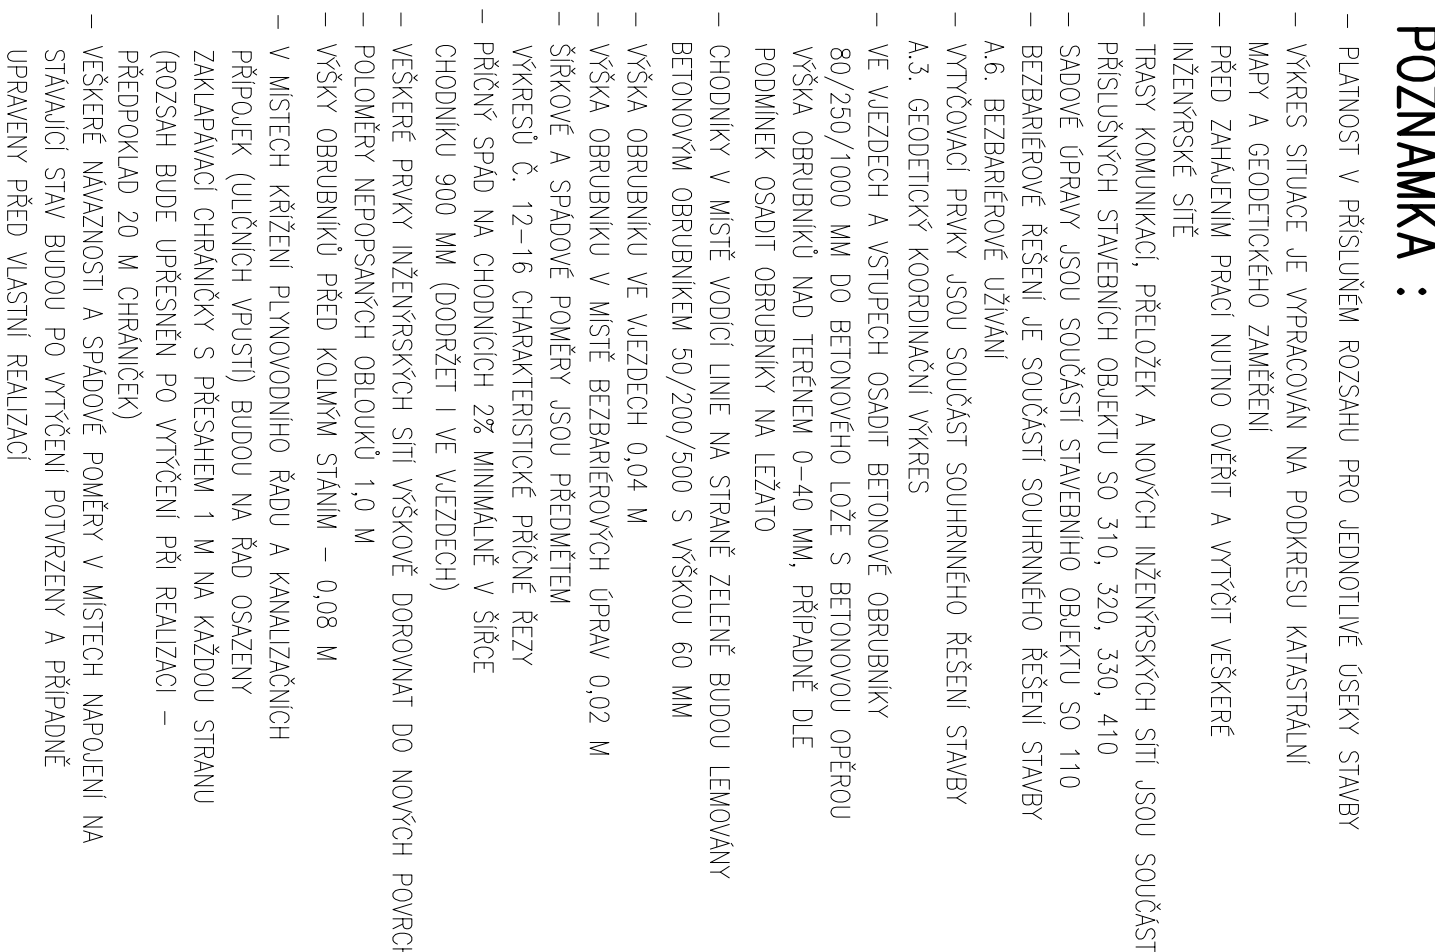 POZNÁMKA :
- PLATNOST V PŘÍSLUŇÉM ROZSAHU PRO JEDNOTLIVÉ ÚSEKY STAVBY
- VÝKRES SITUACE JE VYPRACOVÁN NA PODKRESU KATASTRÁLNÍ
MAPY A GEODETICKÉHO ZAMĚŘENÍ
- PŘED ZAHÁJENÍM PRACÍ NUTNO OVĚŘIT A VYTÝČIT VEŠKERÉ
INŽENÝRSKÉ SÍTĚ
- TRASY KOMUNIKACÍ, PŘELOŽEK A NOVÝCH INŽENÝRSKÝCH SÍTÍ JSOU SOUČÁST
PŘÍSLUŠNÝCH STAVEBNÍCH OBJEKTU SO 310, 320, 330, 410
- SADOVÉ ÚPRAVY JSOU SOUČÁSTÍ STAVEBNÍHO OBJEKTU SO 110
- BEZBARIÉROVÉ ŘEŠENÍ JE SOUČÁSTÍ SOUHRNNÉHO ŘEŠENÍ STAVBY
A.6. BEZBARIÉROVÉ UŽÍVÁNÍ
- VYTYČOVACÍ PRVKY JSOU SOUČÁST SOUHRNNÉHO ŘEŠENÍ STAVBY
A.3. GEODETICKÝ KOORDINAČNÍ VÝKRES
- VE VJEZDECH A VSTUPECH OSADIT BETONOVÉ OBRUBNÍKY
80/250/1000 MM DO BETONOVÉHO LOŽE S BETONOVOU OPĚROU
VÝŠKA OBRUBNÍKŮ NAD TERÉNEM 0-40 MM, PŘÍPADNĚ DLE
PODMÍNEK OSADIT OBRUBNÍKY NA LEŽATO
- CHODNÍKY V MÍSTĚ VODÍCÍ LINIE NA STRANĚ ZELENĚ BUDOU LEMOVÁNY
BETONOVÝM OBRUBNÍKEM 50/200/500 S VÝŠKOU 60 MM
- VÝŠKA OBRUBNÍKU VE VJEZDECH 0,04 M
- VÝŠKA OBRUBNÍKU V MÍSTĚ BEZBARIÉROVÝCH ÚPRAV 0,02 M
- ŠÍŘKOVÉ A SPÁDOVÉ POMĚRY JSOU PŘEDMĚTEM
VÝKRESŮ Č. 12-16 CHARAKTERISTICKÉ PŘÍČNÉ ŘEZY
- PŘÍČNÝ SPÁD NA CHODNÍCÍCH 2% MINIMÁLNĚ V ŠÍŘCE
CHODNÍKU 900 MM (DODRŽET I VE VJEZDECH)
- VEŠKERÉ PRVKY INŽENÝRSKÝCH SÍTÍ VÝŠKOVĚ DOROVNAT DO NOVÝCH POVRCH
- POLOMĚRY NEPOPSANÝCH OBLOUKŮ 1,0 M
- VÝŠKY OBRUBNÍKŮ PŘED KOLMÝM STÁNÍM - 0,08 M
- V MÍSTECH KŘÍŽENÍ PLYNOVODNÍHO ŘADU A KANALIZAČNÍCH
PŘÍPOJEK (ULIČNÍCH VPUSTÍ) BUDOU NA ŘAD OSAZENY
ZAKLAPÁVACÍ CHRÁNIČKY S PŘESAHEM 1 M NA KAŽDOU STRANU
(ROZSAH BUDE UPŘESNĚN PO VYTÝČENÍ PŘI REALIZACI -
PŘEDPOKLAD 20 M CHRÁNIČEK)
- VEŠKERÉ NÁVAZNOSTI A SPÁDOVÉ POMĚRY V MÍSTECH NAPOJENÍ NA
STÁVAJÍCÍ STAV BUDOU PO VYTÝČENÍ POTVRZENY A PŘÍPADNĚ
UPRAVENY PŘED VLASTNÍ REALIZACÍ